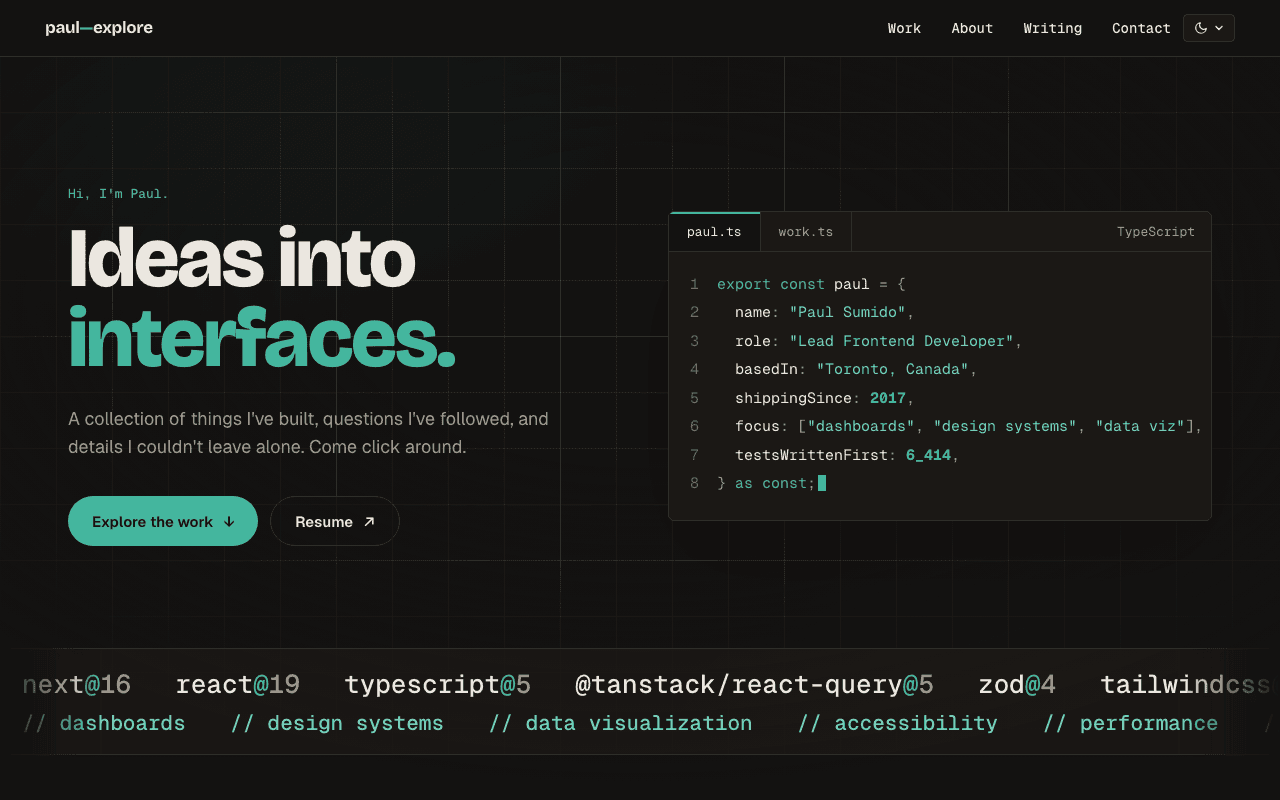 paul—explore
Work About Writing Contact
Hi, I'm Paul.
Ideas into
interfaces.
A collection of things I've built, questions I've followed, and
details I couldn't leave alone. Come click around.
Explore the work ↓ Resume ↗
paul.ts work.ts TypeScript
1 export const paul = {
2 name: "Paul Sumido",
3 role: "Lead Frontend Developer",
4 basedIn: "Toronto, Canada",
5 shippingSince: 2017,
6 focus: ["dashboards", "design systems", "data viz"],
7 testsWrittenFirst: 6_414,
8 } as const;
next@16 react@19 typescript@5 @tanstack/react-query@5 zod@4 tailwindcss
// dashboards // design systems // data visualization // accessibility // performance /